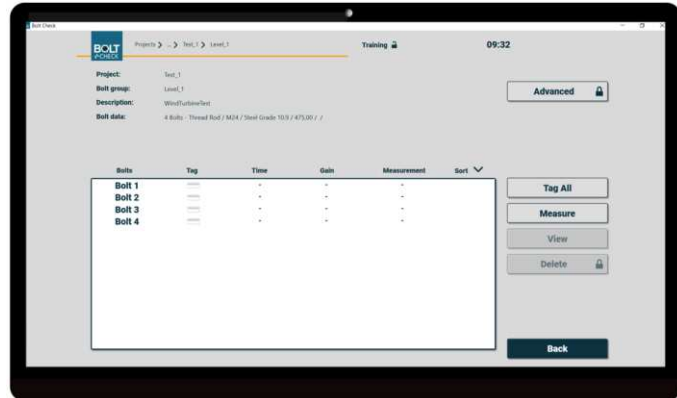 Bolt Check
BOLT
✓CHECK
Projects ❯ ... ❯ Test_1 ❯ Level_1
Training
09:32
Project: Test_1
Bolt group: Level_1
Description: WindTurbineTest
Bolt data: 4 Bolts - Thread Rod / M24 / Steel Grade 10.9 / 475.00 / /
Advanced
Bolts Tag Time Gain Measurement Sort
Bolt 1 - - -
Bolt 2 - - -
Bolt 3 - - -
Bolt 4 - - -
Tag All
Measure
View
Delete
Back